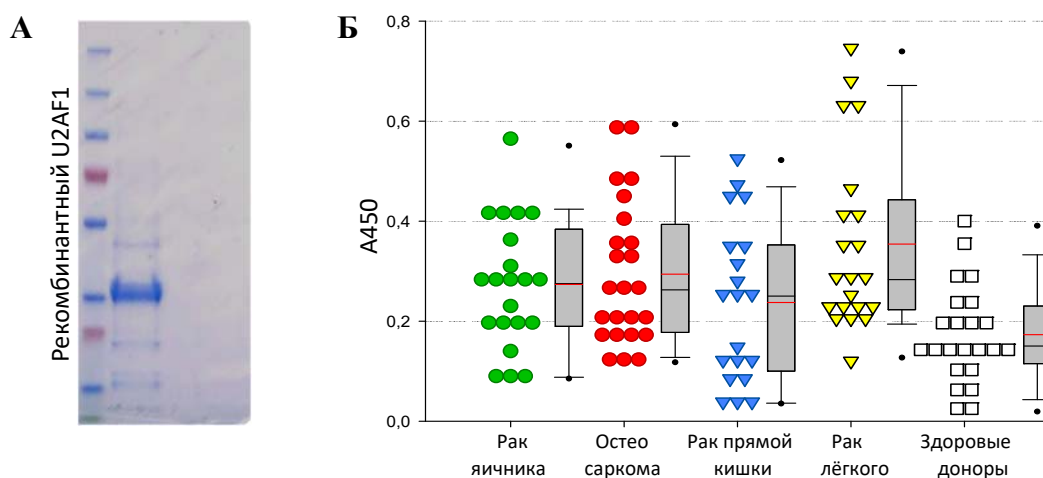 А
Рекомбинантный U2AF1
Б
0,8
0,6
0,4
0,2
0,0
A450
Рак
яичника
Остео
саркома
Рак прямой
кишки
Рак
лёгкого
Здоровые
доноры